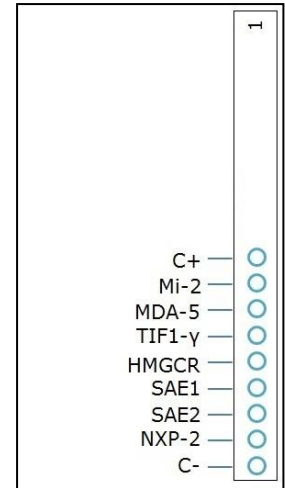 1
C+
Mi-2
MDA-5
TIF1-γ
HMGCR
SAE1
SAE2
NXP-2
C-